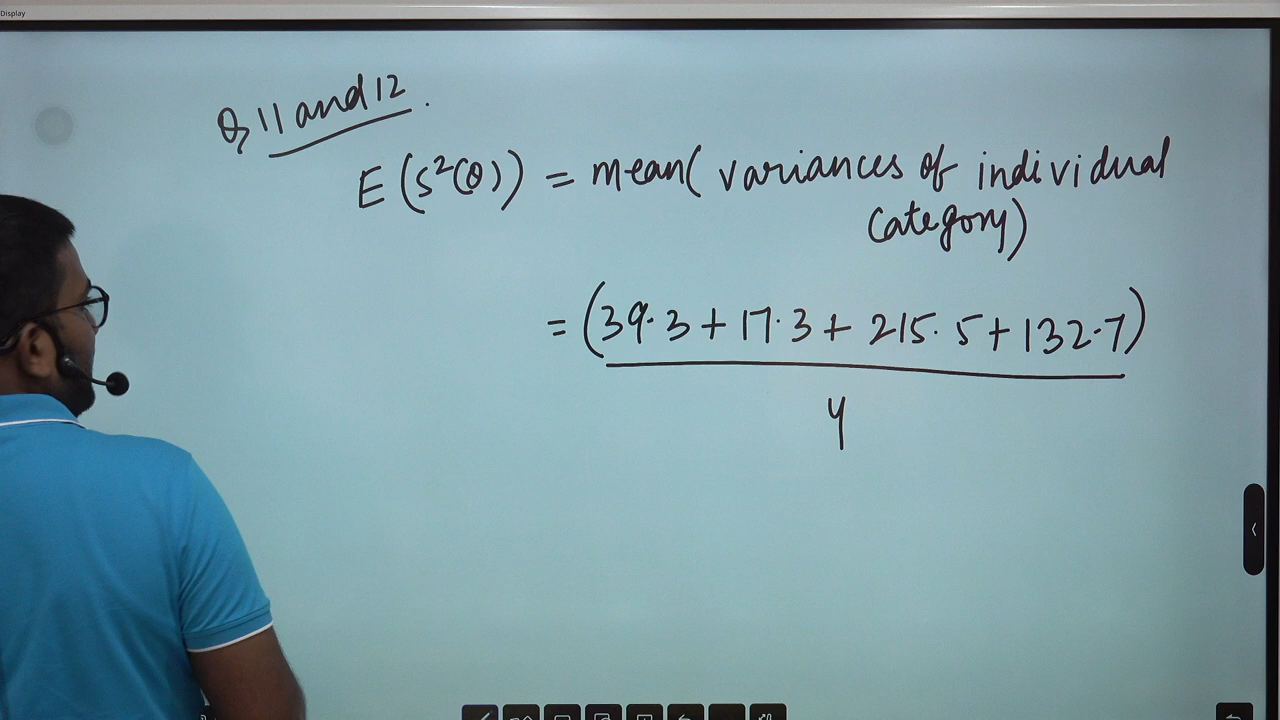 Display
Q 11 and 12.
E(s²(θ)) = mean( variances of individual
category)
= (39.3 + 17.3 + 215.5 + 132.7)
4